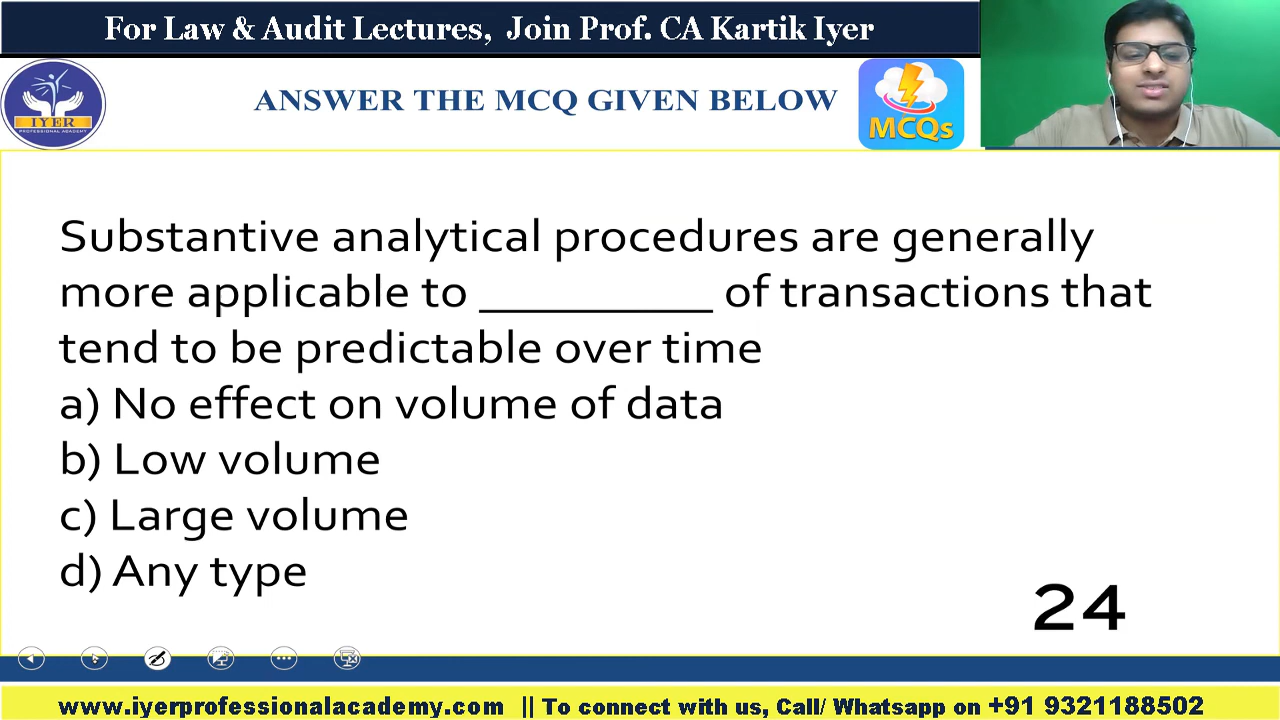 For Law & Audit Lectures, Join Prof. CA Kartik Iyer
IYER
PROFESSIONAL ACADEMY
ANSWER THE MCQ GIVEN BELOW
MCQs
Substantive analytical procedures are generally
more applicable to __________ of transactions that
tend to be predictable over time
a) No effect on volume of data
b) Low volume
c) Large volume
d) Any type
24
www.iyerprofessionalacademy.com || To connect with us, Call/ Whatsapp on +91 9321188502